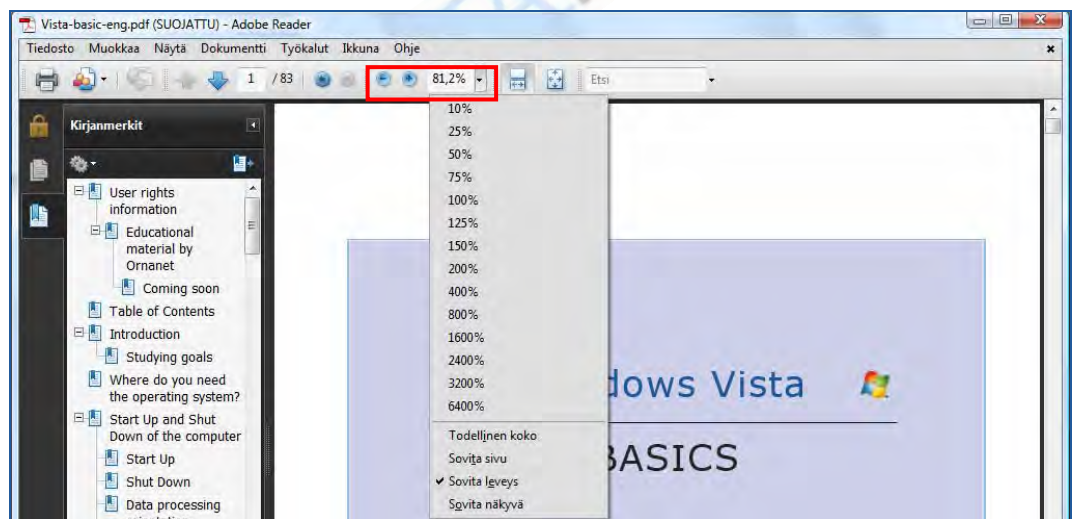 Vista-basic-eng.pdf (SUOJATTU) - Adobe Reader
Tiedosto Muokkaa Näytä Dokumentti Työkalut Ikkuna Ohje
1 / 83 81,2% Etsi
Kirjanmerkit
User rights
information
Educational
material by
Ornanet
Coming soon
Table of Contents
Introduction
Studying goals
Where do you need
the operating system?
Start Up and Shut
Down of the computer
Start Up
Shut Down
Data processing
10%
25%
50%
75%
100%
125%
150%
200%
400%
800%
1600%
2400%
3200%
6400%
Todellinen koko
Sovita sivu
Sovita leveys
Sovita näkyvä
dows Vista
BASICS